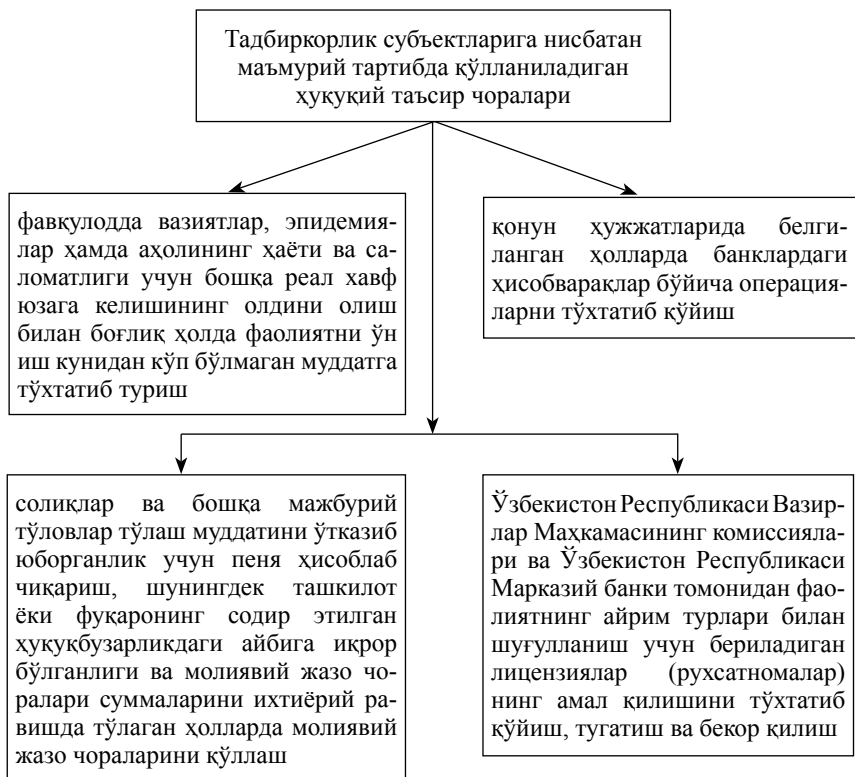 Тадбиркорлик субъектларига нисбатан
маъмурий тартибда қўлланиладиган
ҳуқуқий таъсир чоралари
фавқулодда вазиятлар, эпидемия-
лар ҳамда аҳолининг ҳаёти ва са-
ломатлиги учун бошқа реал хавф
юзага келишининг олдини олиш
билан боғлиқ ҳолда фаолиятни ўн
иш кунидан кўп бўлмаган муддатга
тўхтатиб туриш
қонун ҳужжатларида белги-
ланган ҳолларда банклардаги
ҳисобварақлар бўйича операция-
ларни тўхтатиб қўйиш
солиқлар ва бошқа мажбурий
тўловлар тўлаш муддатини ўтказиб
юборганлик учун пеня ҳисоблаб
чиқариш, шунингдек ташкилот
ёки фуқаронинг содир этилган
ҳуқуқбузарликдаги айбига иқрор
бўлганлиги ва молиявий жазо чо-
ралари суммаларини ихтиёрий ра-
вишда тўлаган ҳолларда молиявий
жазо чораларини қўллаш
Ўзбекистон Республикаси Вазир-
лар Маҳкамасининг комиссияла-
ри ва Ўзбекистон Республикаси
Марказий банки томонидан фао-
лиятнинг айрим турлари билан
шуғулланиш учун бериладиган
лицензиялар (рухсатномалар)
нинг амал қилишини тўхтатиб
қўйиш, тугатиш ва бекор қилиш